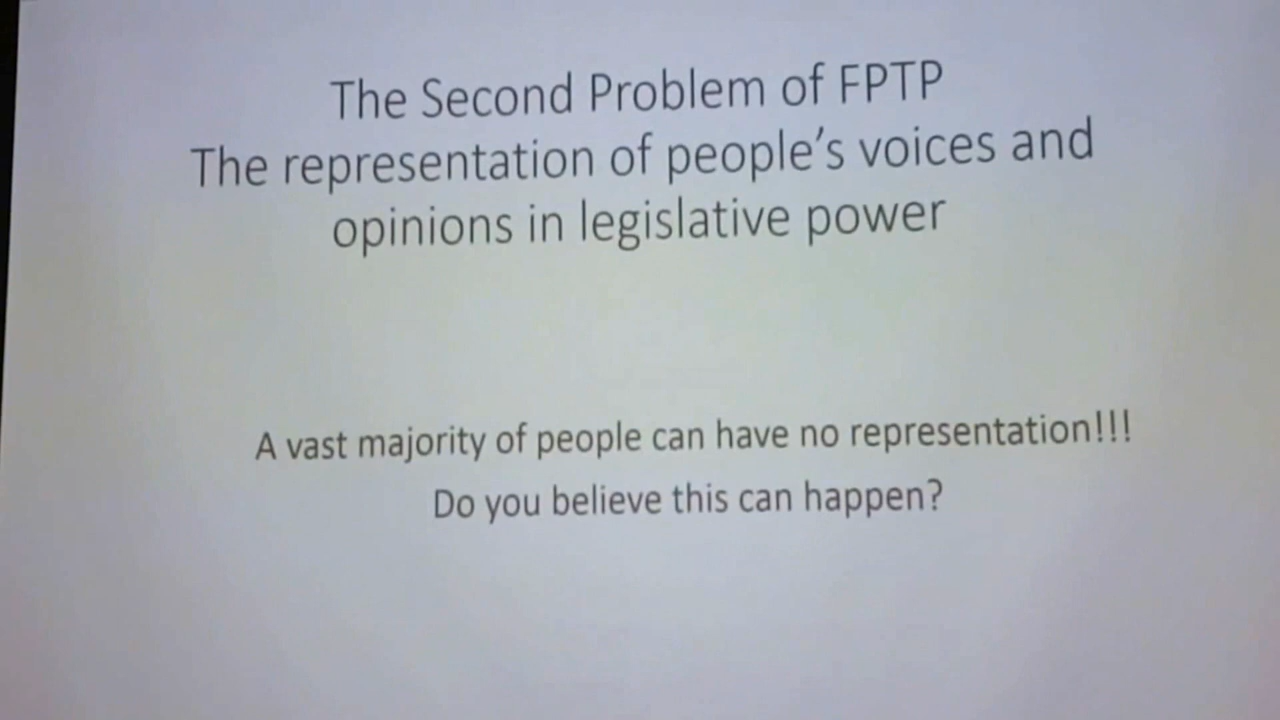 The Second Problem of FPTP
The representation of people's voices and
opinions in legislative power
A vast majority of people can have no representation!!!
Do you believe this can happen?